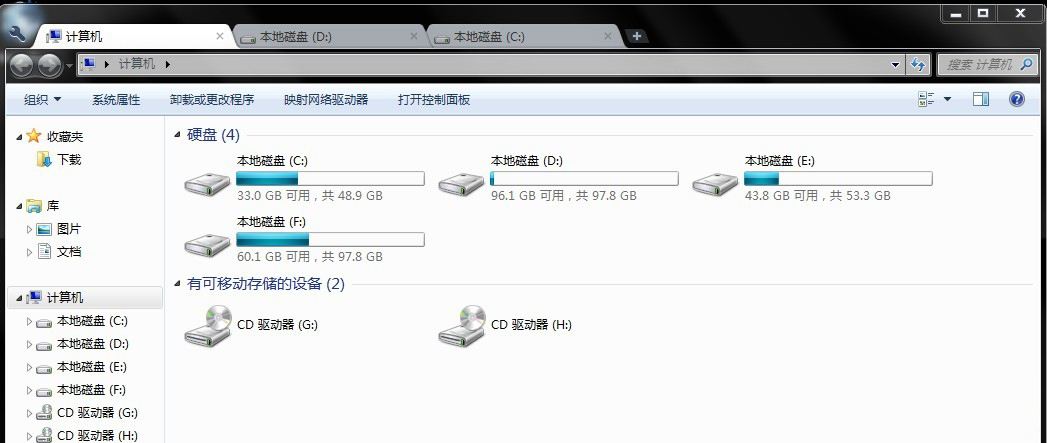 计算机
本地磁盘 (D:)
本地磁盘 (C:)
计算机
搜索 计算机
组织
系统属性
卸载或更改程序
映射网络驱动器
打开控制面板
收藏夹
下载
库
图片
文档
计算机
本地磁盘 (C:)
本地磁盘 (D:)
本地磁盘 (E:)
本地磁盘 (F:)
CD 驱动器 (G:)
CD 驱动器 (H:)
硬盘 (4)
本地磁盘 (C:)
33.0 GB 可用，共 48.9 GB
本地磁盘 (D:)
96.1 GB 可用，共 97.8 GB
本地磁盘 (E:)
43.8 GB 可用，共 53.3 GB
本地磁盘 (F:)
60.1 GB 可用，共 97.8 GB
有可移动存储的设备 (2)
CD 驱动器 (G:)
CD 驱动器 (H:)